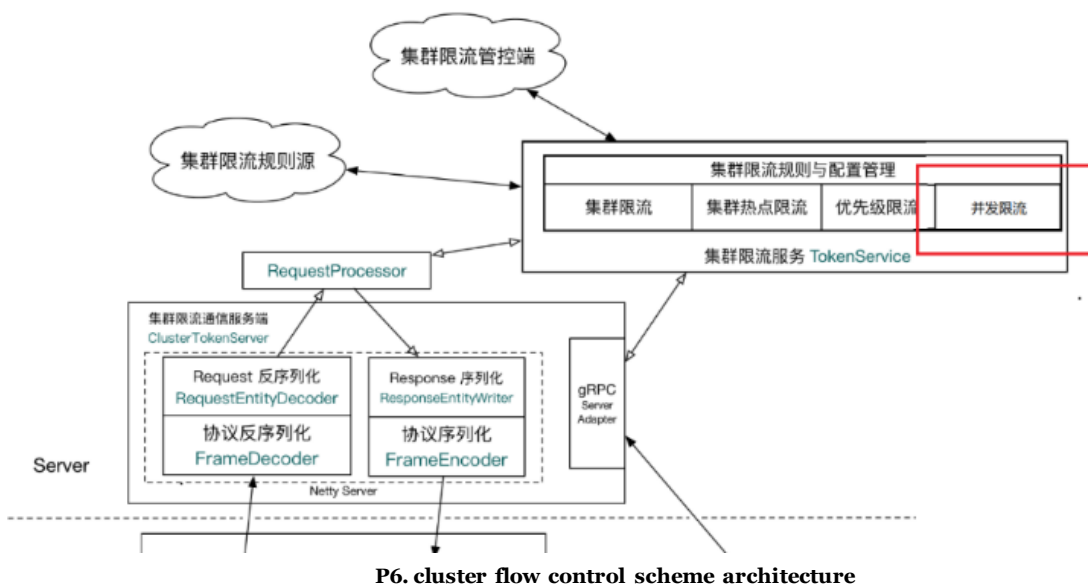 集群限流管控端
集群限流规则源
集群限流规则与配置管理
集群限流
集群热点限流
优先级限流
并发限流
集群限流服务 TokenService
RequestProcessor
集群限流通信服务端
ClusterTokenServer
Request 反序列化
RequestEntityDecoder
Response 序列化
ResponseEntityWriter
协议反序列化
FrameDecoder
协议序列化
FrameEncoder
gRPC
Server
Adapter
Netty Server
Server
P6. cluster flow control scheme architecture